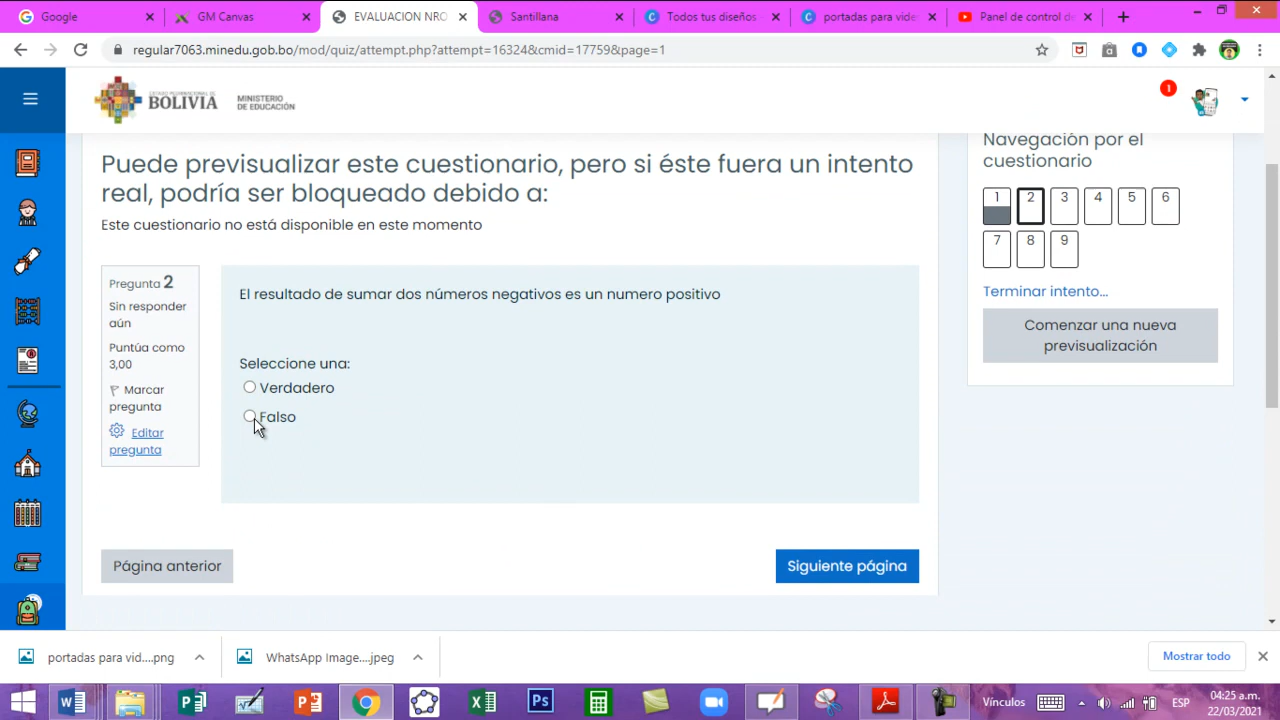 Google
GM Canvas
EVALUACION NRO
Santillana
Todos tus diseños -
portadas para vide
Panel de control d
regular7063.minedu.gob.bo/mod/quiz/attempt.php?attempt=16324&cmid=17759&page=1
BOLIVIA
MINISTERIO
DE EDUCACIÓN
1
Puede previsualizar este cuestionario, pero si éste fuera un intento
real, podría ser bloqueado debido a:
Este cuestionario no está disponible en este momento
Pregunta 2
Sin responder
aún
Puntúa como
3,00
Marcar
pregunta
Editar
pregunta
El resultado de sumar dos números negativos es un numero positivo
Seleccione una:
Verdadero
Falso
Página anterior
Siguiente página
Navegación por el
cuestionario
1 2 3 4 5 6
7 8 9
Terminar intento...
Comenzar una nueva
previsualización
portadas para vid....png
WhatsApp Image....jpeg
Mostrar todo
Vínculos
ESP
04:25 a.m.
22/03/2021